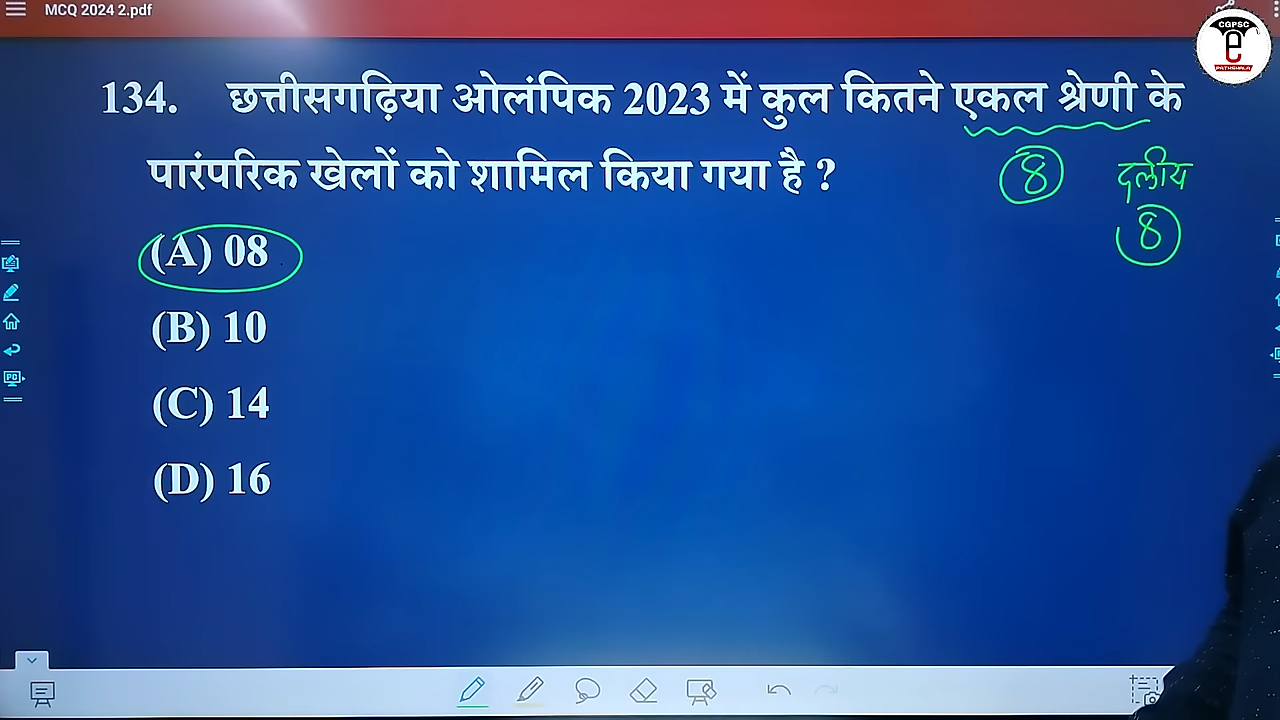 MCQ 2024 2.pdf
CGPSC
e
PATHSHALA
134. छत्तीसगढ़िया ओलंपिक 2023 में कुल कितने एकल श्रेणी के
पारंपरिक खेलों को शामिल किया गया है ?
8 दलीय
8
(A) 08
(B) 10
(C) 14
(D) 16